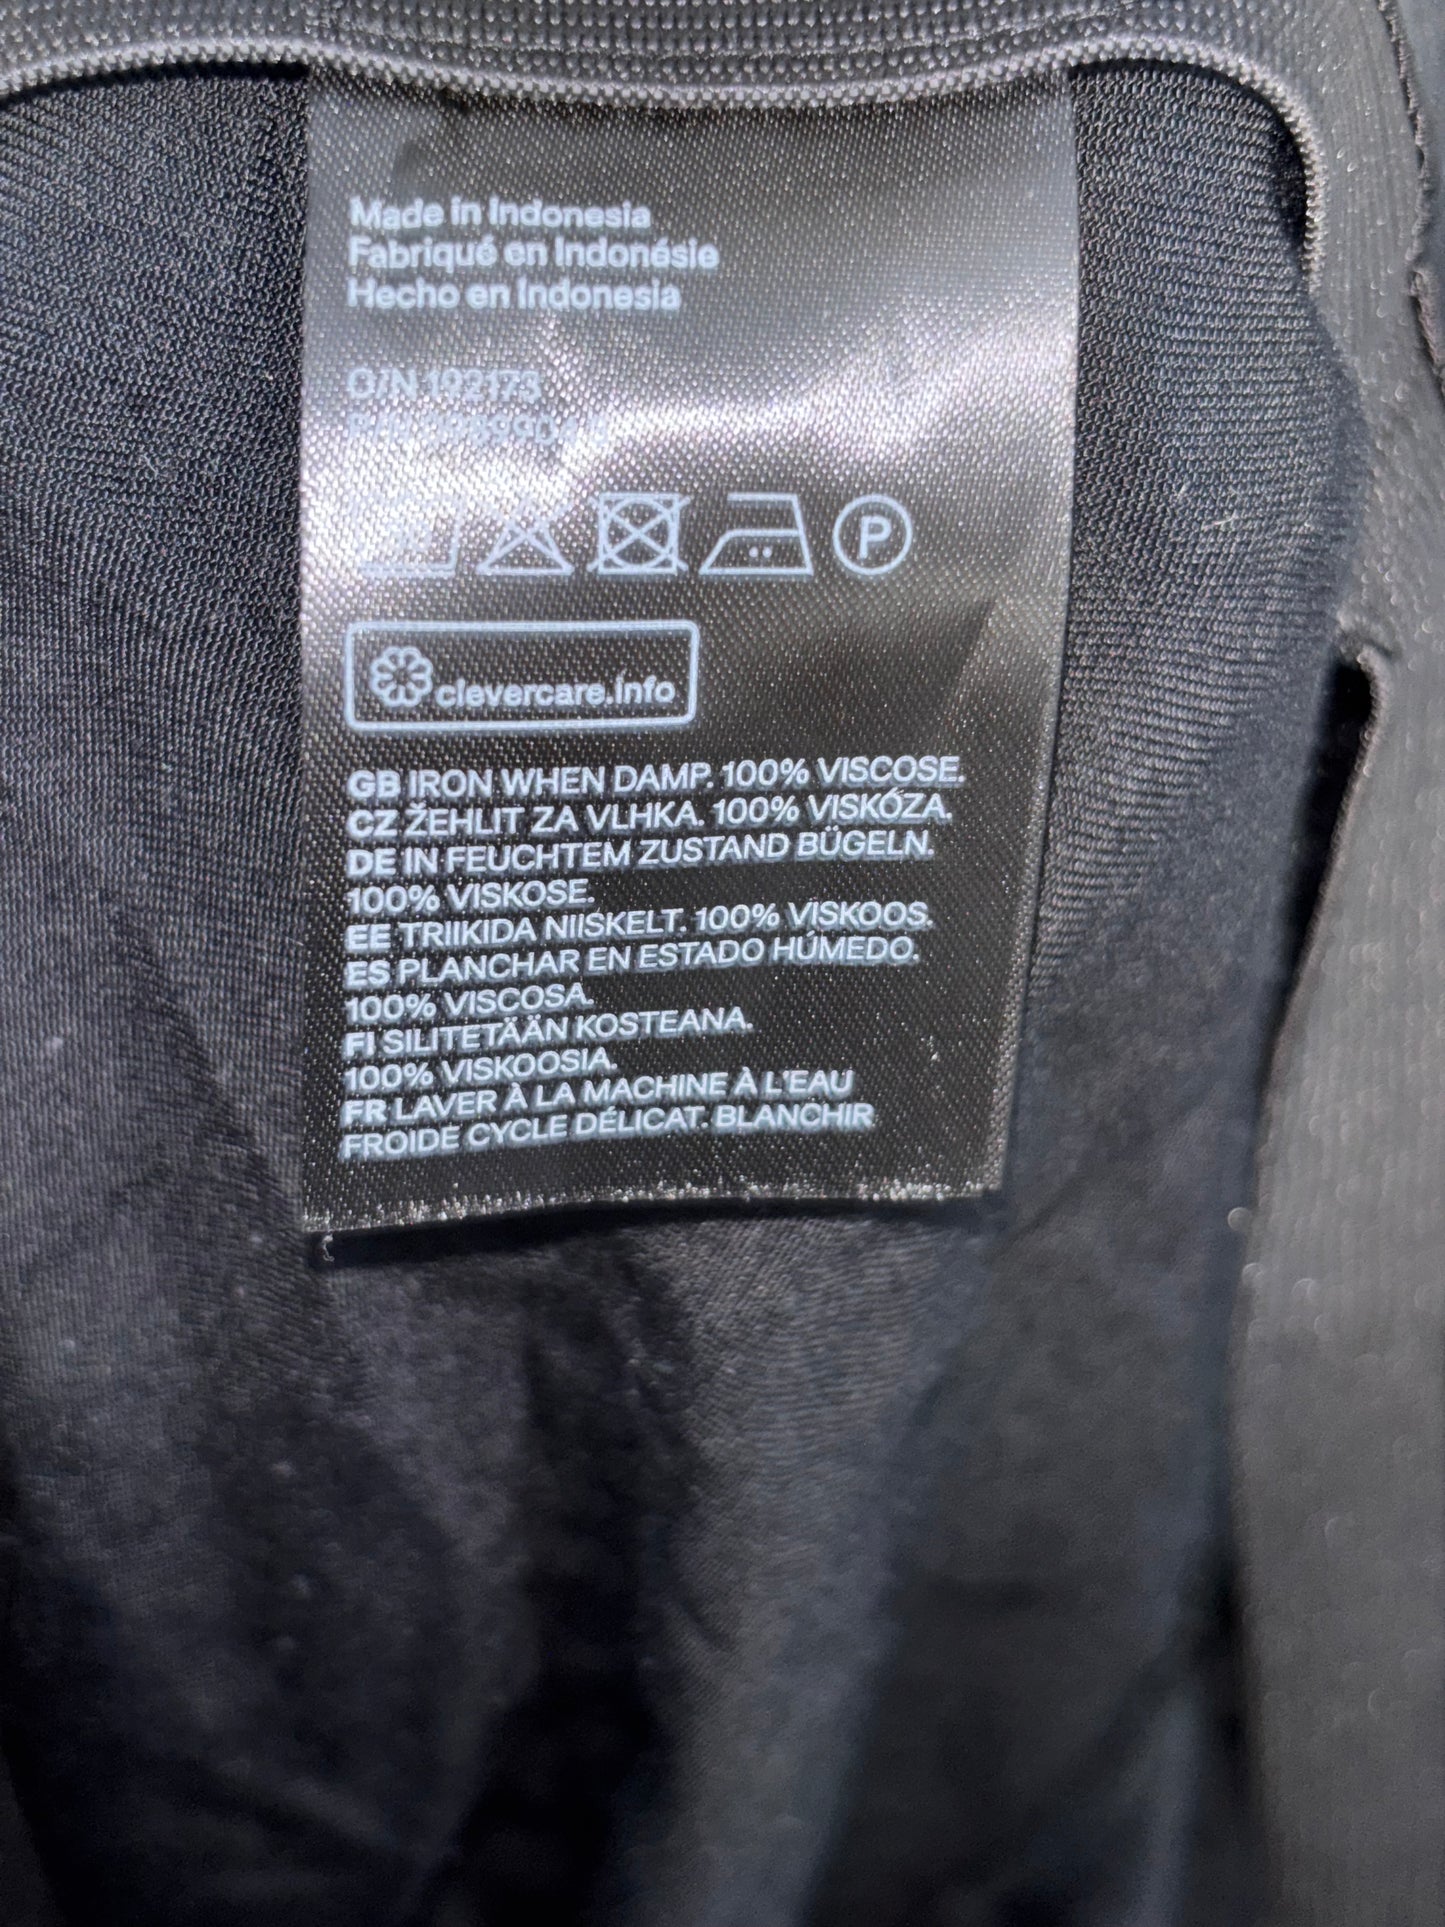 Made in Indonesia
Fabriqué en Indonésie
Hecho en Indonesia
O/N 192173
P
clevercare.info
GB IRON WHEN DAMP. 100% VISCOSE.
CZ ŽEHLIT ZA VLHKA. 100% VISKÓZA.
DE IN FEUCHTEM ZUSTAND BÜGELN.
100% VISKOSE.
EE TRIIKIDA NIISKELT. 100% VISKOOS.
ES PLANCHAR EN ESTADO HÚMEDO.
100% VISCOSA.
FI SILITETÄÄN KOSTEANA.
100% VISKOOSIA.
FR LAVER À LA MACHINE À L'EAU
FROIDE CYCLE DÉLICAT. BLANCHIR